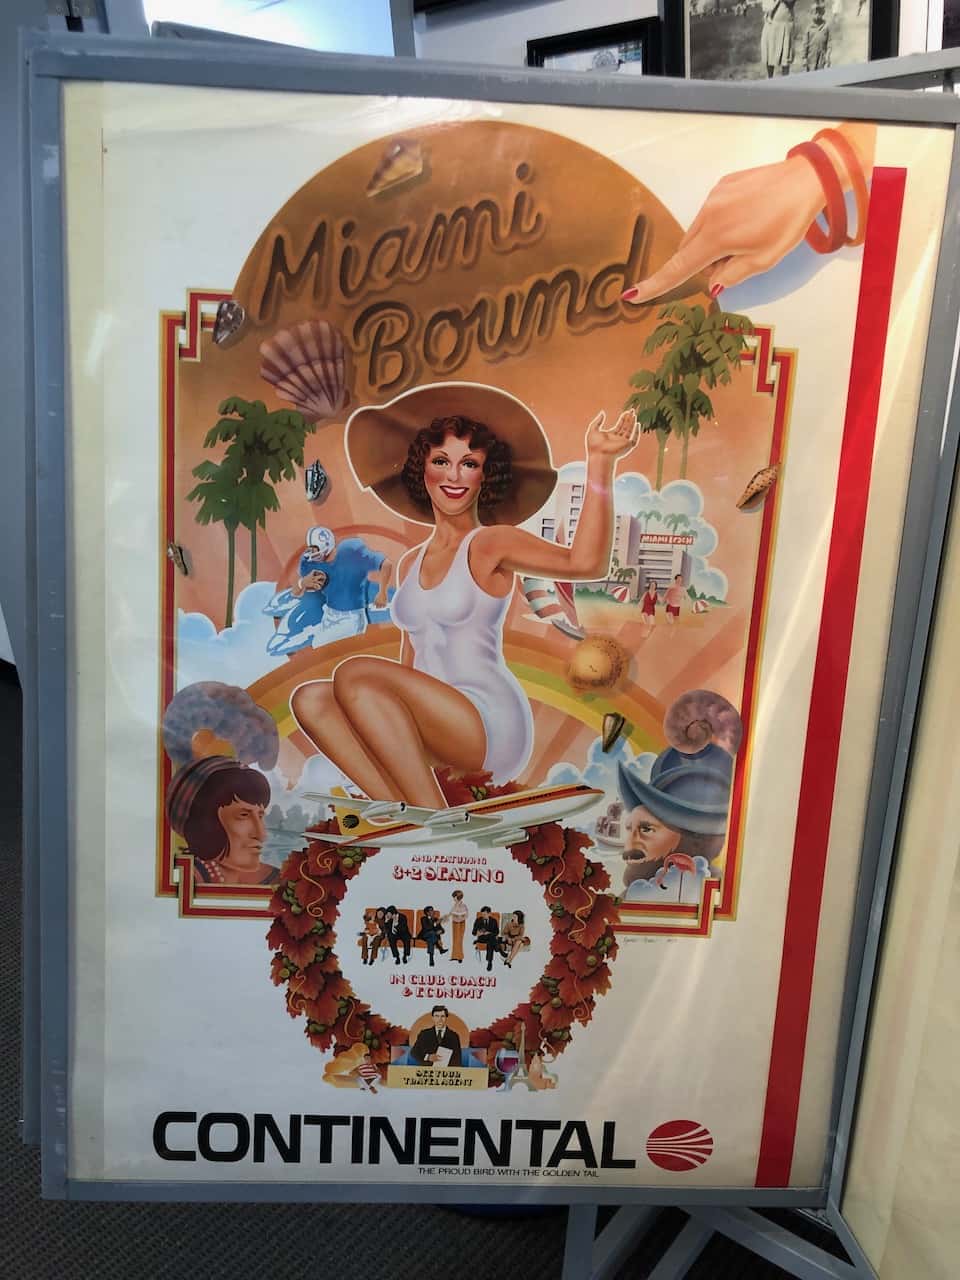 Miami
Bound
MIAMI BEACH
AND FEATURING
3+2 SEATING
IN CLUB COACH
& ECONOMY
SEE YOUR
TRAVEL AGENT
CONTINENTAL
THE PROUD BIRD WITH THE GOLDEN TAIL